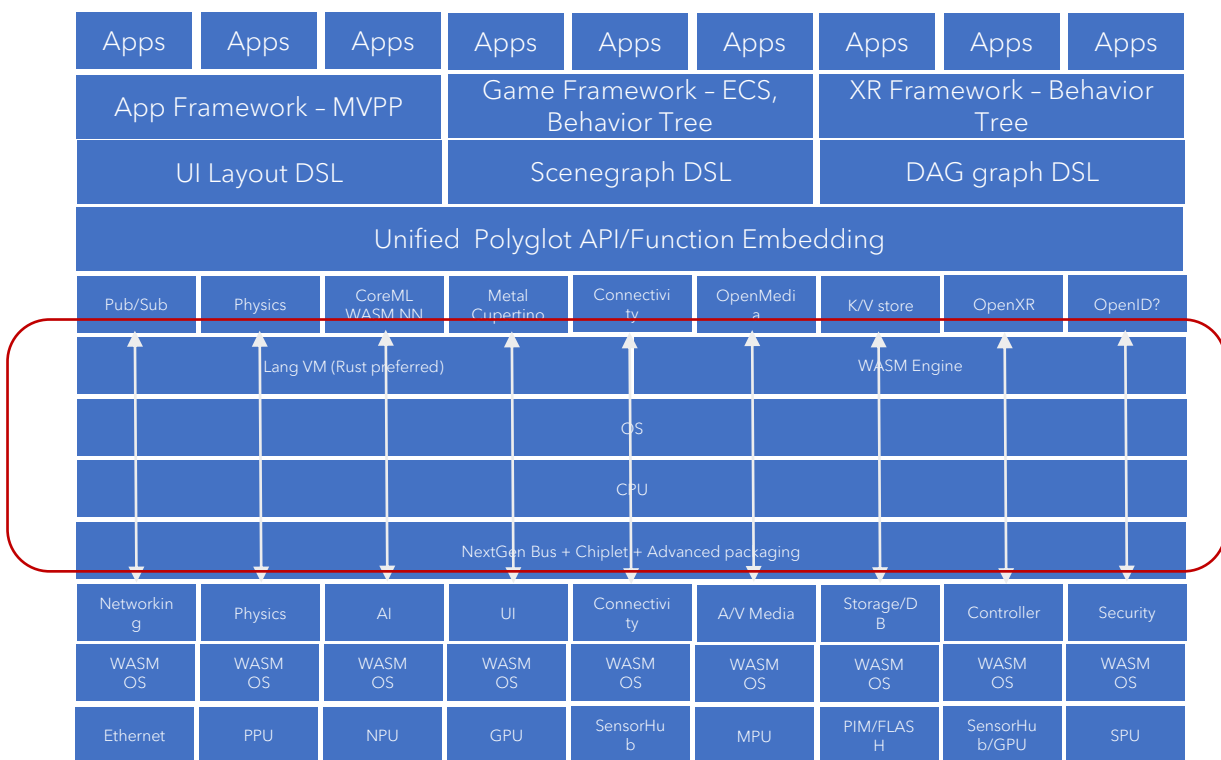 Apps Apps Apps Apps Apps Apps Apps Apps Apps
App Framework – MVPP
Game Framework – ECS,
Behavior Tree
XR Framework – Behavior
Tree
UI Layout DSL
Scenegraph DSL
DAG graph DSL
Unified Polyglot API/Function Embedding
Pub/Sub
Physics
CoreML
WASM NN
Metal
Cupertino
Connectivi
ty
OpenMedi
a
K/V store
OpenXR
OpenID?
Lang VM (Rust preferred)
WASM Engine
OS
CPU
NextGen Bus + Chiplet + Advanced packaging
Networkin
g
Physics
AI
UI
Connectivi
ty
A/V Media
Storage/D
B
Controller
Security
WASM
OS
WASM
OS
WASM
OS
WASM
OS
WASM
OS
WASM
OS
WASM
OS
WASM
OS
WASM
OS
Ethernet
PPU
NPU
GPU
SensorHu
b
MPU
PIM/FLAS
H
SensorHu
b/GPU
SPU